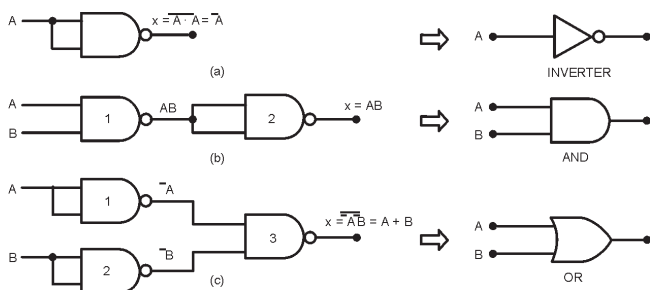 A
x = A̅ ̅·̅ ̅A̅ = ¯A
(a)
A
INVERTER
A
B
1
AB
2
x = AB
(b)
A
B
AND
A
1
¯A
B
2
¯B
3
x = A̅̅ B̅̅ = A + B
(c)
A
B
OR